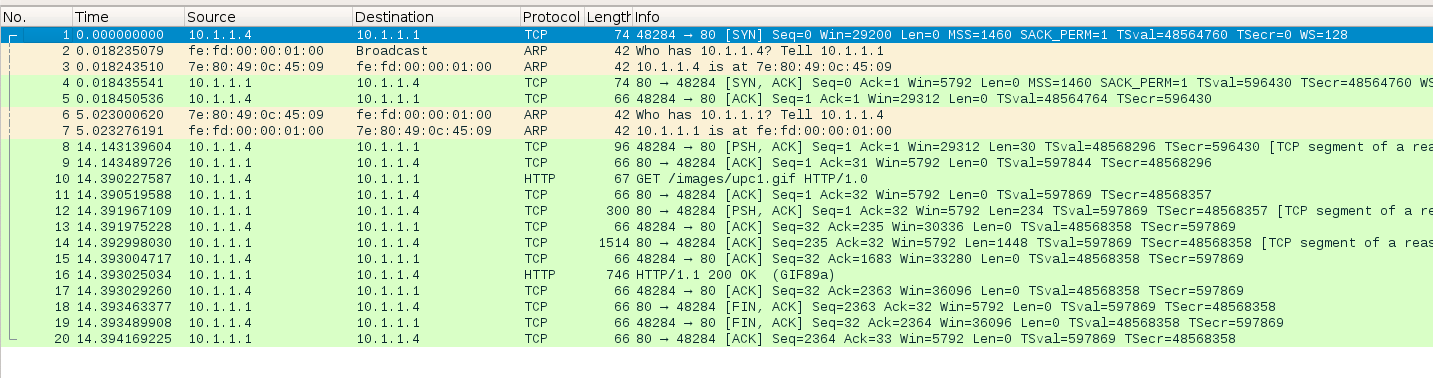 No. Time Source Destination Protocol Length Info
1 0.000000000 10.1.1.4 10.1.1.1 TCP 74 48284 → 80 [SYN] Seq=0 Win=29200 Len=0 MSS=1460 SACK_PERM=1 TSval=48564760 TSecr=0 WS=128
2 0.018235079 fe:fd:00:00:01:00 Broadcast ARP 42 Who has 10.1.1.4? Tell 10.1.1.1
3 0.018243510 7e:80:49:0c:45:09 fe:fd:00:00:01:00 ARP 42 10.1.1.4 is at 7e:80:49:0c:45:09
4 0.018435541 10.1.1.1 10.1.1.4 TCP 74 80 → 48284 [SYN, ACK] Seq=0 Ack=1 Win=5792 Len=0 MSS=1460 SACK_PERM=1 TSval=596430 TSecr=48564760 WS
5 0.018450536 10.1.1.4 10.1.1.1 TCP 66 48284 → 80 [ACK] Seq=1 Ack=1 Win=29312 Len=0 TSval=48564764 TSecr=596430
6 5.023000620 7e:80:49:0c:45:09 fe:fd:00:00:01:00 ARP 42 Who has 10.1.1.1? Tell 10.1.1.4
7 5.023276191 fe:fd:00:00:01:00 7e:80:49:0c:45:09 ARP 42 10.1.1.1 is at fe:fd:00:00:01:00
8 14.143139604 10.1.1.4 10.1.1.1 TCP 96 48284 → 80 [PSH, ACK] Seq=1 Ack=1 Win=29312 Len=30 TSval=48568296 TSecr=596430 [TCP segment of a rea
9 14.143489726 10.1.1.1 10.1.1.4 TCP 66 80 → 48284 [ACK] Seq=1 Ack=31 Win=5792 Len=0 TSval=597844 TSecr=48568296
10 14.390227587 10.1.1.4 10.1.1.1 HTTP 67 GET /images/upc1.gif HTTP/1.0
11 14.390519588 10.1.1.1 10.1.1.4 TCP 66 80 → 48284 [ACK] Seq=1 Ack=32 Win=5792 Len=0 TSval=597869 TSecr=48568357
12 14.391967109 10.1.1.1 10.1.1.4 TCP 300 80 → 48284 [PSH, ACK] Seq=1 Ack=32 Win=5792 Len=234 TSval=597869 TSecr=48568357 [TCP segment of a re
13 14.391975228 10.1.1.4 10.1.1.1 TCP 66 48284 → 80 [ACK] Seq=32 Ack=235 Win=30336 Len=0 TSval=48568358 TSecr=597869
14 14.392998030 10.1.1.1 10.1.1.4 TCP 1514 80 → 48284 [ACK] Seq=235 Ack=32 Win=5792 Len=1448 TSval=597869 TSecr=48568358 [TCP segment of a reas
15 14.393004717 10.1.1.4 10.1.1.1 TCP 66 48284 → 80 [ACK] Seq=32 Ack=1683 Win=33280 Len=0 TSval=48568358 TSecr=597869
16 14.393025034 10.1.1.1 10.1.1.4 HTTP 746 HTTP/1.1 200 OK (GIF89a)
17 14.393029260 10.1.1.4 10.1.1.1 TCP 66 48284 → 80 [ACK] Seq=32 Ack=2363 Win=36096 Len=0 TSval=48568358 TSecr=597869
18 14.393463377 10.1.1.1 10.1.1.4 TCP 66 80 → 48284 [FIN, ACK] Seq=2363 Ack=32 Win=5792 Len=0 TSval=597869 TSecr=48568358
19 14.393489908 10.1.1.4 10.1.1.1 TCP 66 48284 → 80 [FIN, ACK] Seq=32 Ack=2364 Win=36096 Len=0 TSval=48568358 TSecr=597869
20 14.394169225 10.1.1.1 10.1.1.4 TCP 66 80 → 48284 [ACK] Seq=2364 Ack=33 Win=5792 Len=0 TSval=597869 TSecr=48568358